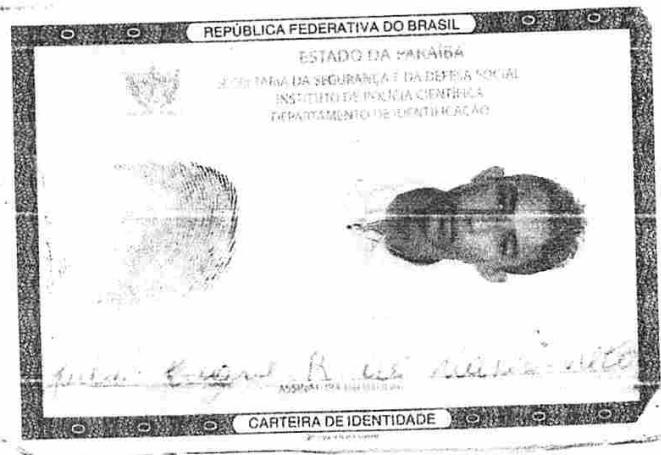 REPÚBLICA FEDERATIVA DO BRASIL
ESTADO DA PARAÍBA
SECRETARIA DA SEGURANÇA E DA DEFESA SOCIAL
INSTITUTO DE POLÍCIA CIENTÍFICA
DEPARTAMENTO DE IDENTIFICAÇÃO
ASSINATURA DO TITULAR
CARTEIRA DE IDENTIDADE